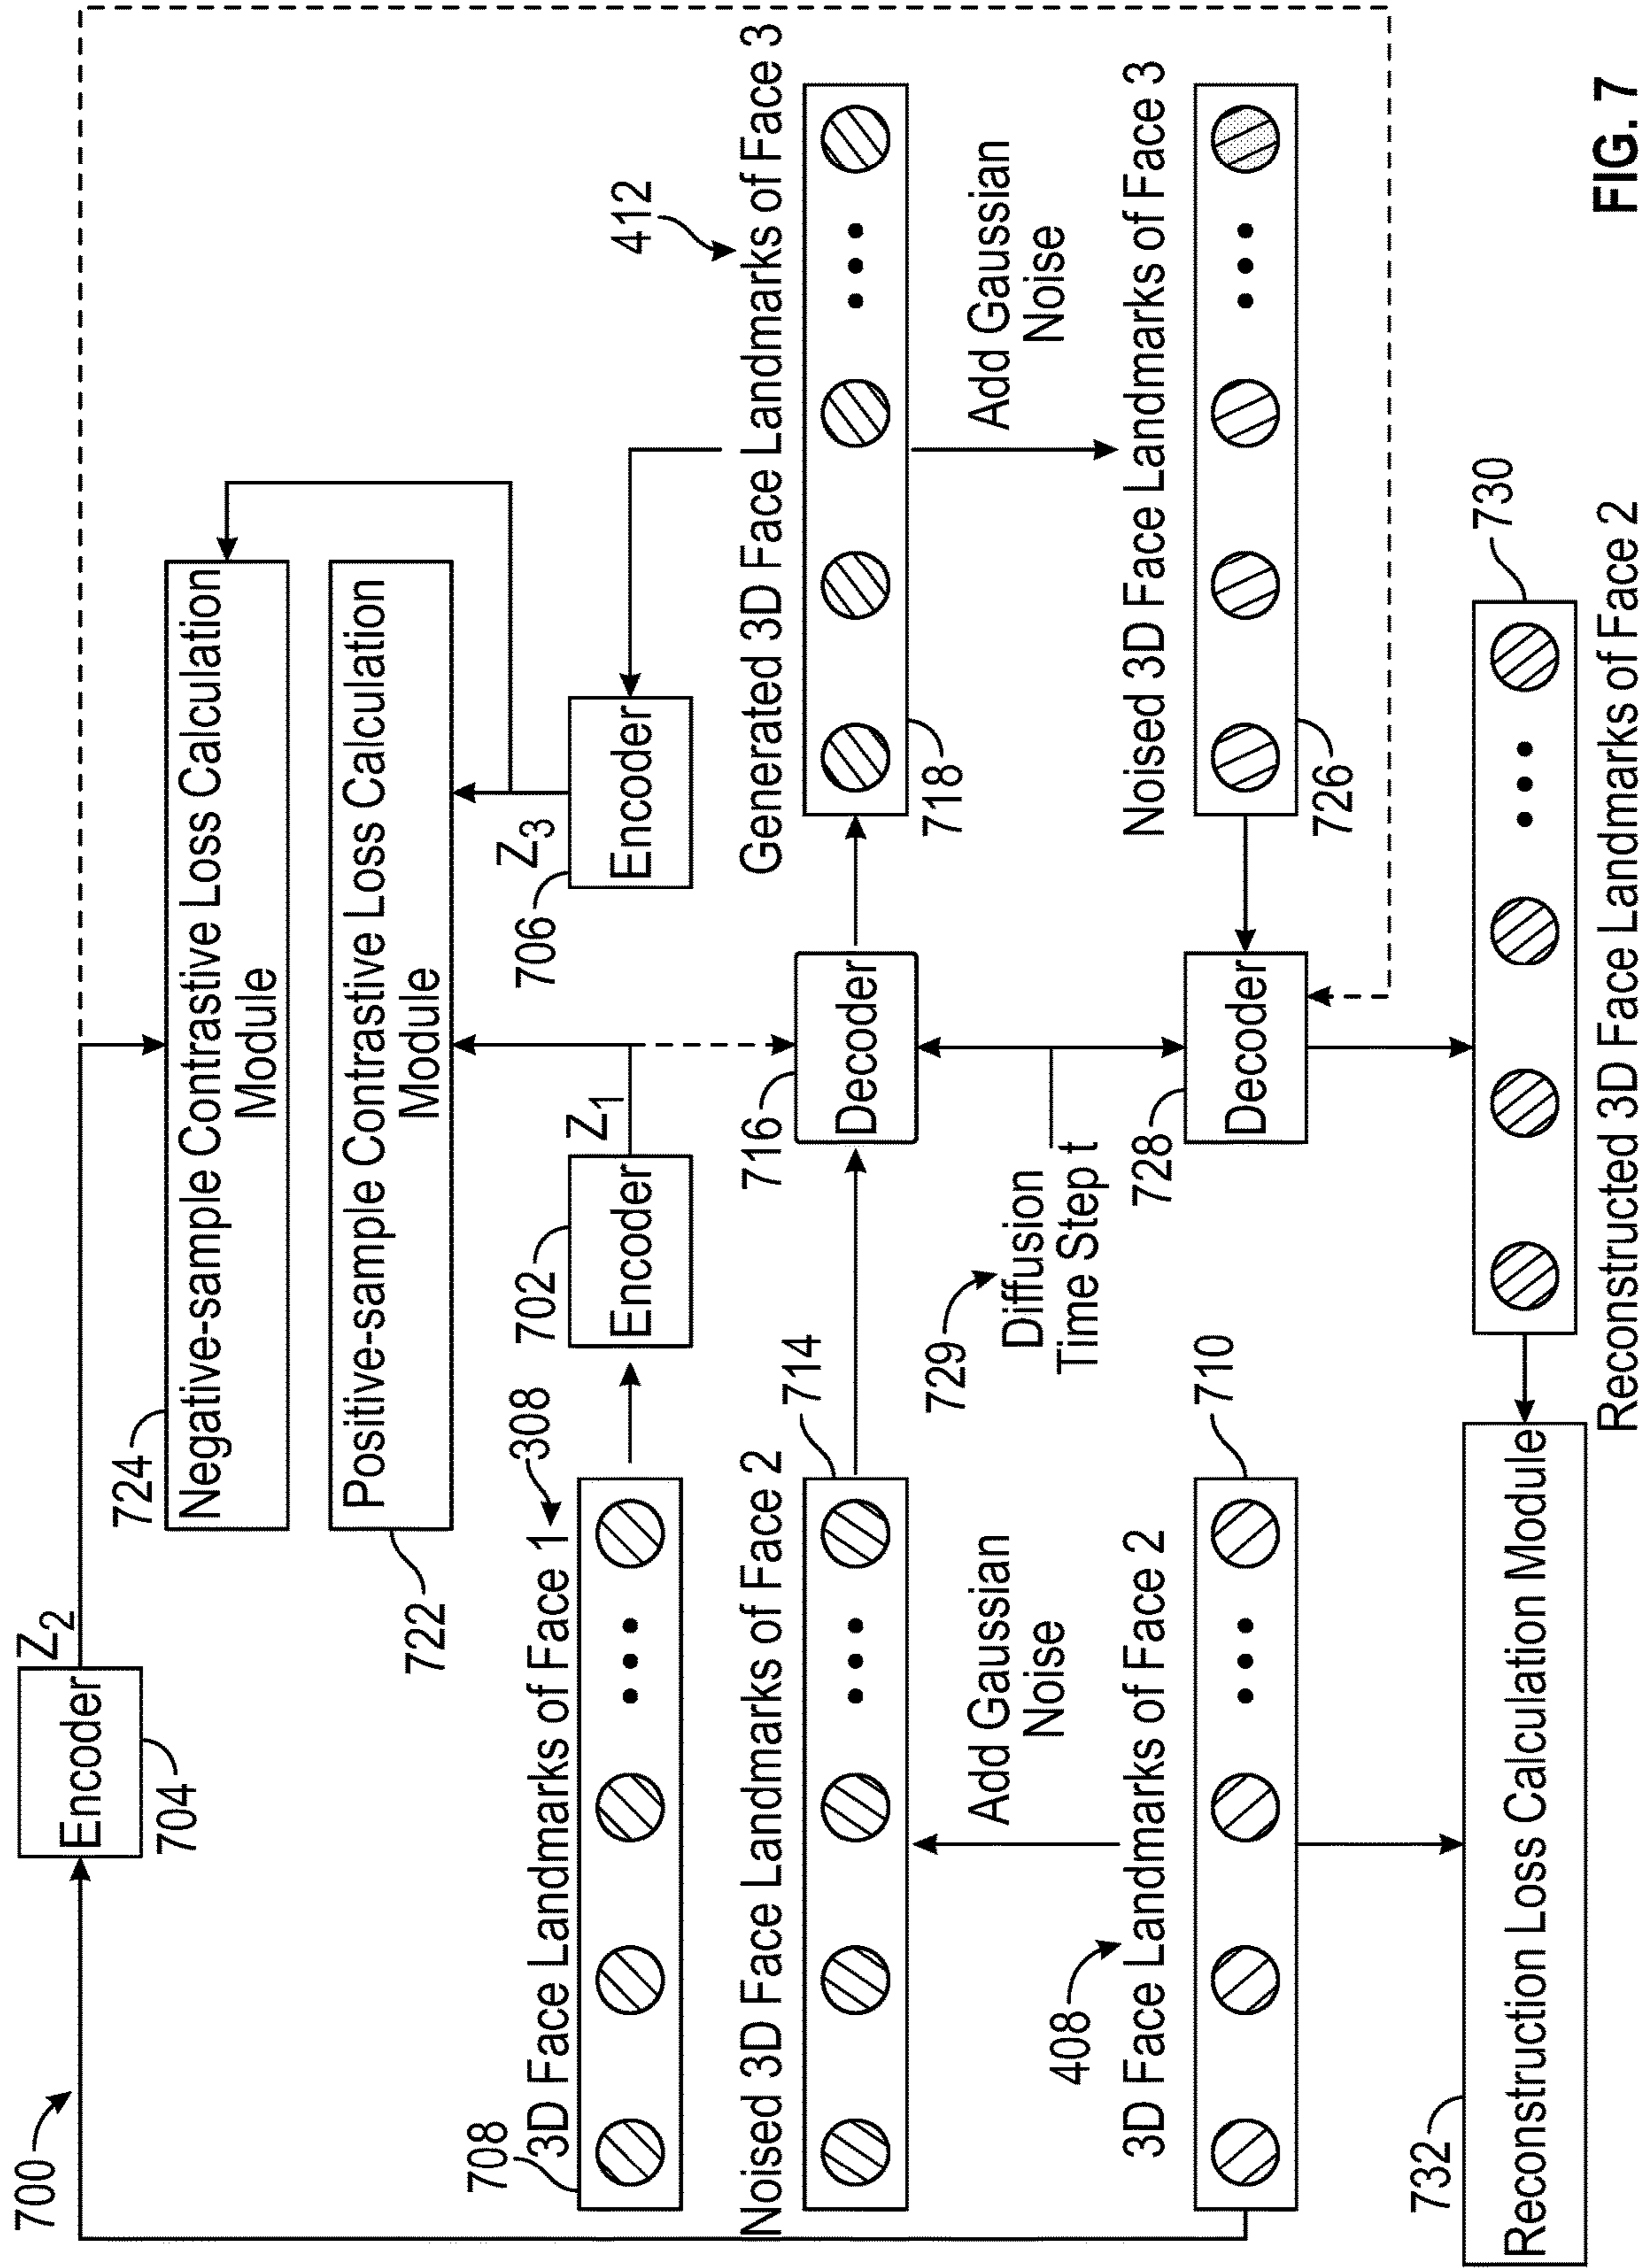 700
Encoder
704
Z2
724
Negative-sample Contrastive Loss Calculation
Module
Positive-sample Contrastive Loss Calculation
Module
722
708
3D Face Landmarks of Face 1
308
702
Encoder
Z1
706
Encoder
Z3
412
Noised 3D Face Landmarks of Face 2
714
716
Decoder
Generated 3D Face Landmarks of Face 3
718
Add Gaussian
Noise
729
Diffusion
Time Step t
Add Gaussian
Noise
408
3D Face Landmarks of Face 2
710
728
Decoder
Noised 3D Face Landmarks of Face 3
726
732
Reconstruction Loss Calculation Module
730
Reconstructed 3D Face Landmarks of Face 2
FIG. 7